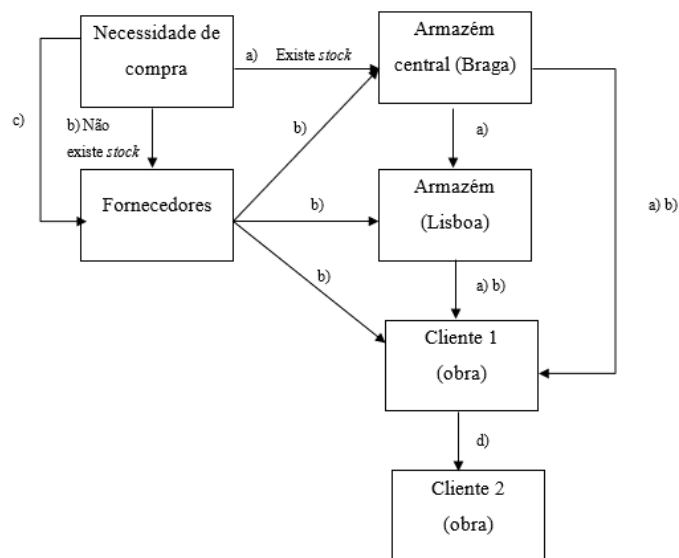 Necessidade de
compra
a) Existe stock
Armazém
central (Braga)
c)
b) Não
existe stock
b)
a)
Fornecedores
b)
Armazém
(Lisboa)
a) b)
b)
a) b)
Cliente 1
(obra)
d)
Cliente 2
(obra)